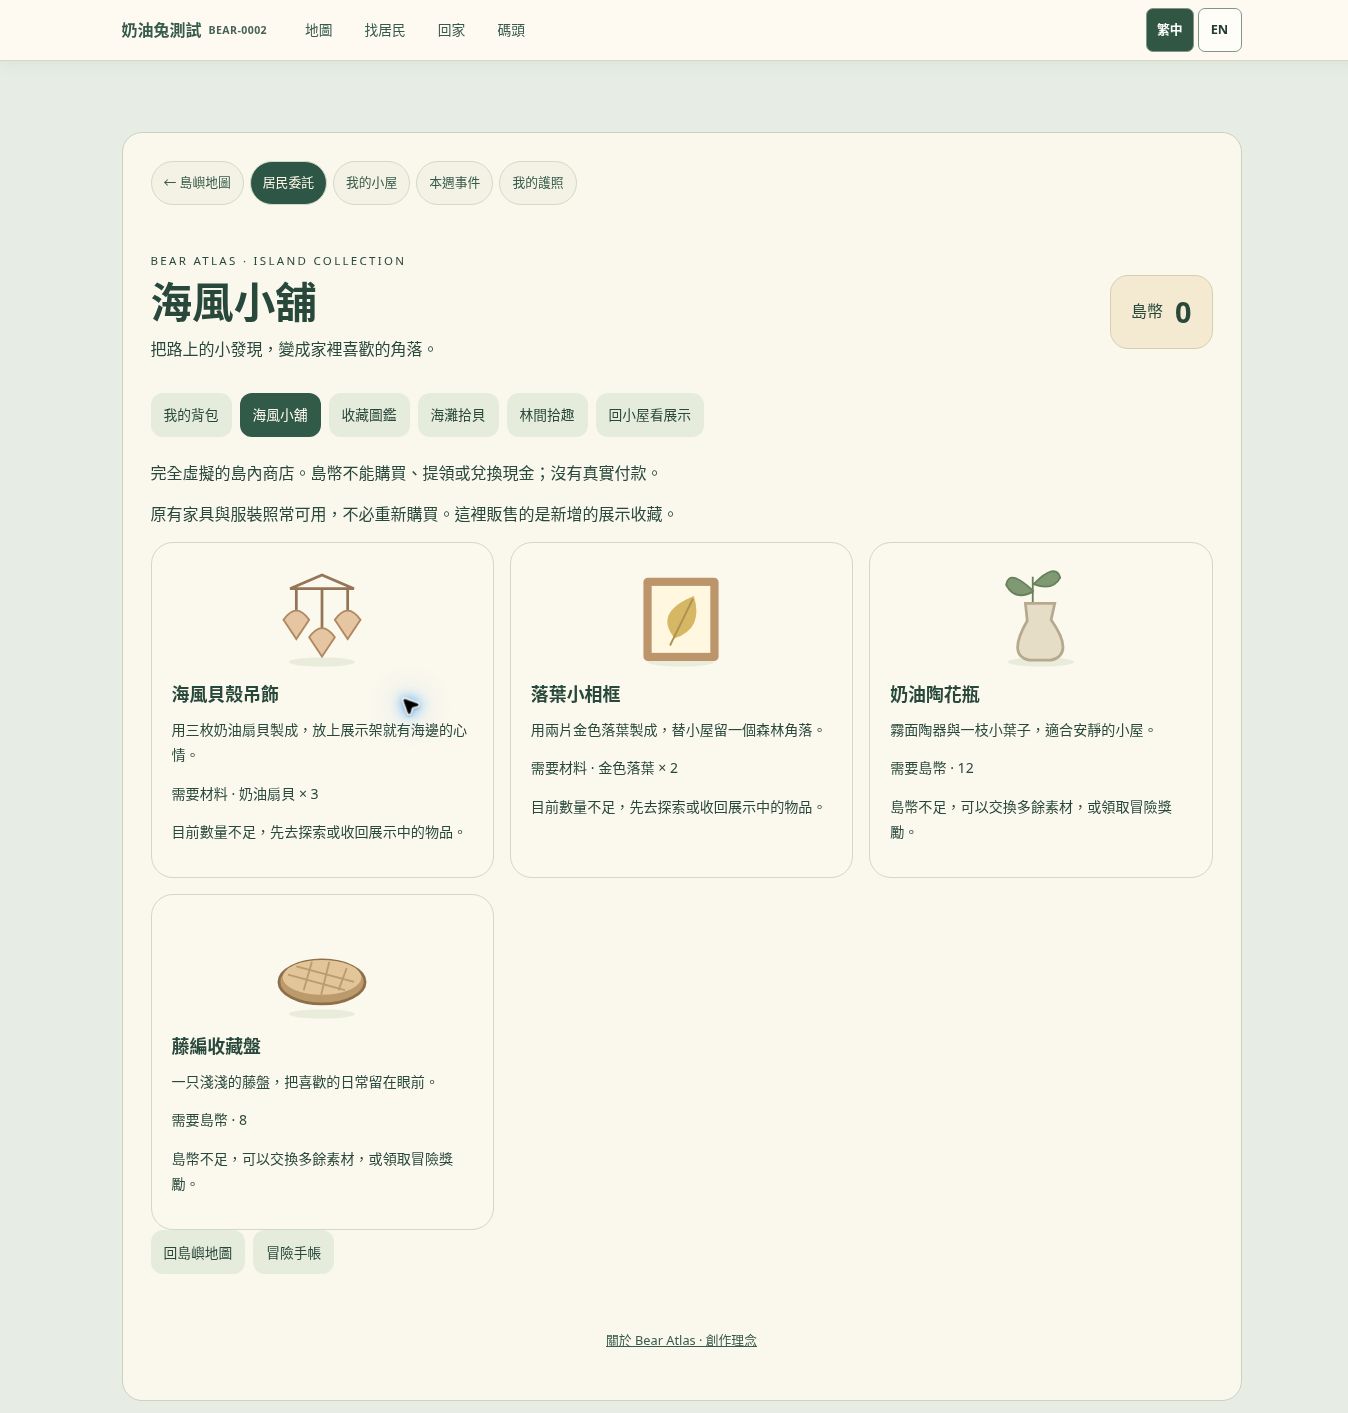 奶油兔測試 BEAR-0002 地圖 找居民 回家 碼頭 繁中 EN
← 島嶼地圖 居民委託 我的小屋 本週事件 我的護照
BEAR ATLAS · ISLAND COLLECTION
海風小舖
島幣 0
把路上的小發現，變成家裡喜歡的角落。
我的背包 海風小舖 收藏圖鑑 海灘拾貝 林間拾趣 回小屋看展示
完全虛擬的島內商店。島幣不能購買、提領或兌換現金；沒有真實付款。
原有家具與服裝照常可用，不必重新購買。這裡販售的是新增的展示收藏。
海風貝殼吊飾
用三枚奶油扇貝製成，放上展示架就有海邊的心
情。
需要材料 · 奶油扇貝 × 3
目前數量不足，先去探索或收回展示中的物品。
落葉小相框
用兩片金色落葉製成，替小屋留一個森林角落。
需要材料 · 金色落葉 × 2
目前數量不足，先去探索或收回展示中的物品。
奶油陶花瓶
霧面陶器與一枝小葉子，適合安靜的小屋。
需要島幣 · 12
島幣不足，可以交換多餘素材，或領取冒險獎
勵。
藤編收藏盤
一只淺淺的藤盤，把喜歡的日常留在眼前。
需要島幣 · 8
島幣不足，可以交換多餘素材，或領取冒險獎
勵。
回島嶼地圖 冒險手帳
關於 Bear Atlas · 創作理念